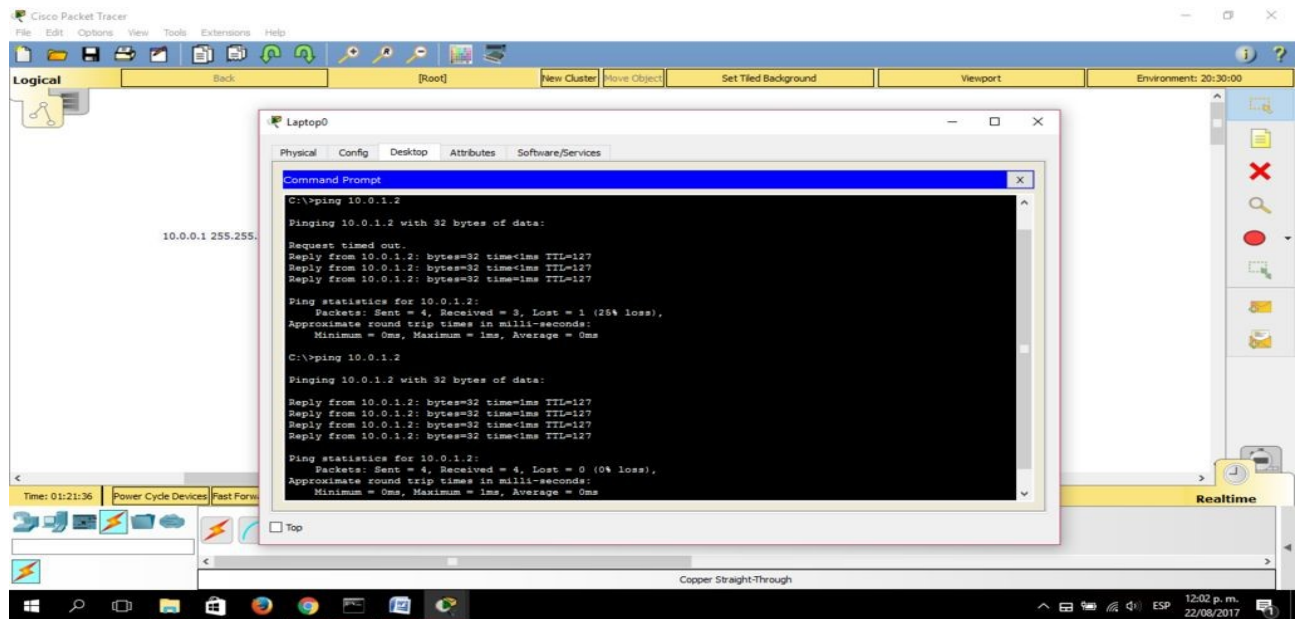 Cisco Packet Tracer
File Edit Options View Tools Extensions Help
Logical Back [Root] New Cluster Move Object Set Tiled Background Viewport Environment: 20:30:00
10.0.0.1 255.255.
Laptop0
Physical Config Desktop Attributes Software/Services
Command Prompt
C:\>ping 10.0.1.2
Pinging 10.0.1.2 with 32 bytes of data:
Request timed out.
Reply from 10.0.1.2: bytes=32 time<1ms TTL=127
Reply from 10.0.1.2: bytes=32 time<1ms TTL=127
Reply from 10.0.1.2: bytes=32 time=1ms TTL=127
Ping statistics for 10.0.1.2:
Packets: Sent = 4, Received = 3, Lost = 1 (25% loss),
Approximate round trip times in milli-seconds:
Minimum = 0ms, Maximum = 1ms, Average = 0ms
C:\>ping 10.0.1.2
Pinging 10.0.1.2 with 32 bytes of data:
Reply from 10.0.1.2: bytes=32 time=1ms TTL=127
Reply from 10.0.1.2: bytes=32 time<1ms TTL=127
Reply from 10.0.1.2: bytes=32 time<1ms TTL=127
Reply from 10.0.1.2: bytes=32 time<1ms TTL=127
Ping statistics for 10.0.1.2:
Packets: Sent = 4, Received = 4, Lost = 0 (0% loss),
Approximate round trip times in milli-seconds:
Minimum = 0ms, Maximum = 1ms, Average = 0ms
Top
Time: 01:21:36 Power Cycle Devices Fast Forw
Realtime
Copper Straight-Through
ESP 12:02 p. m.
22/08/2017